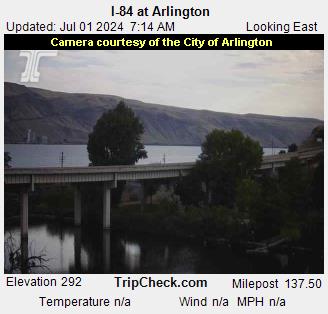 I-84 at Arlington
Updated: Jul 01 2024 7:14 AM Looking East
Camera courtesy of the City of Arlington
Elevation 292 TripCheck.com Milepost 137.50
Temperature n/a Wind n/a MPH n/a